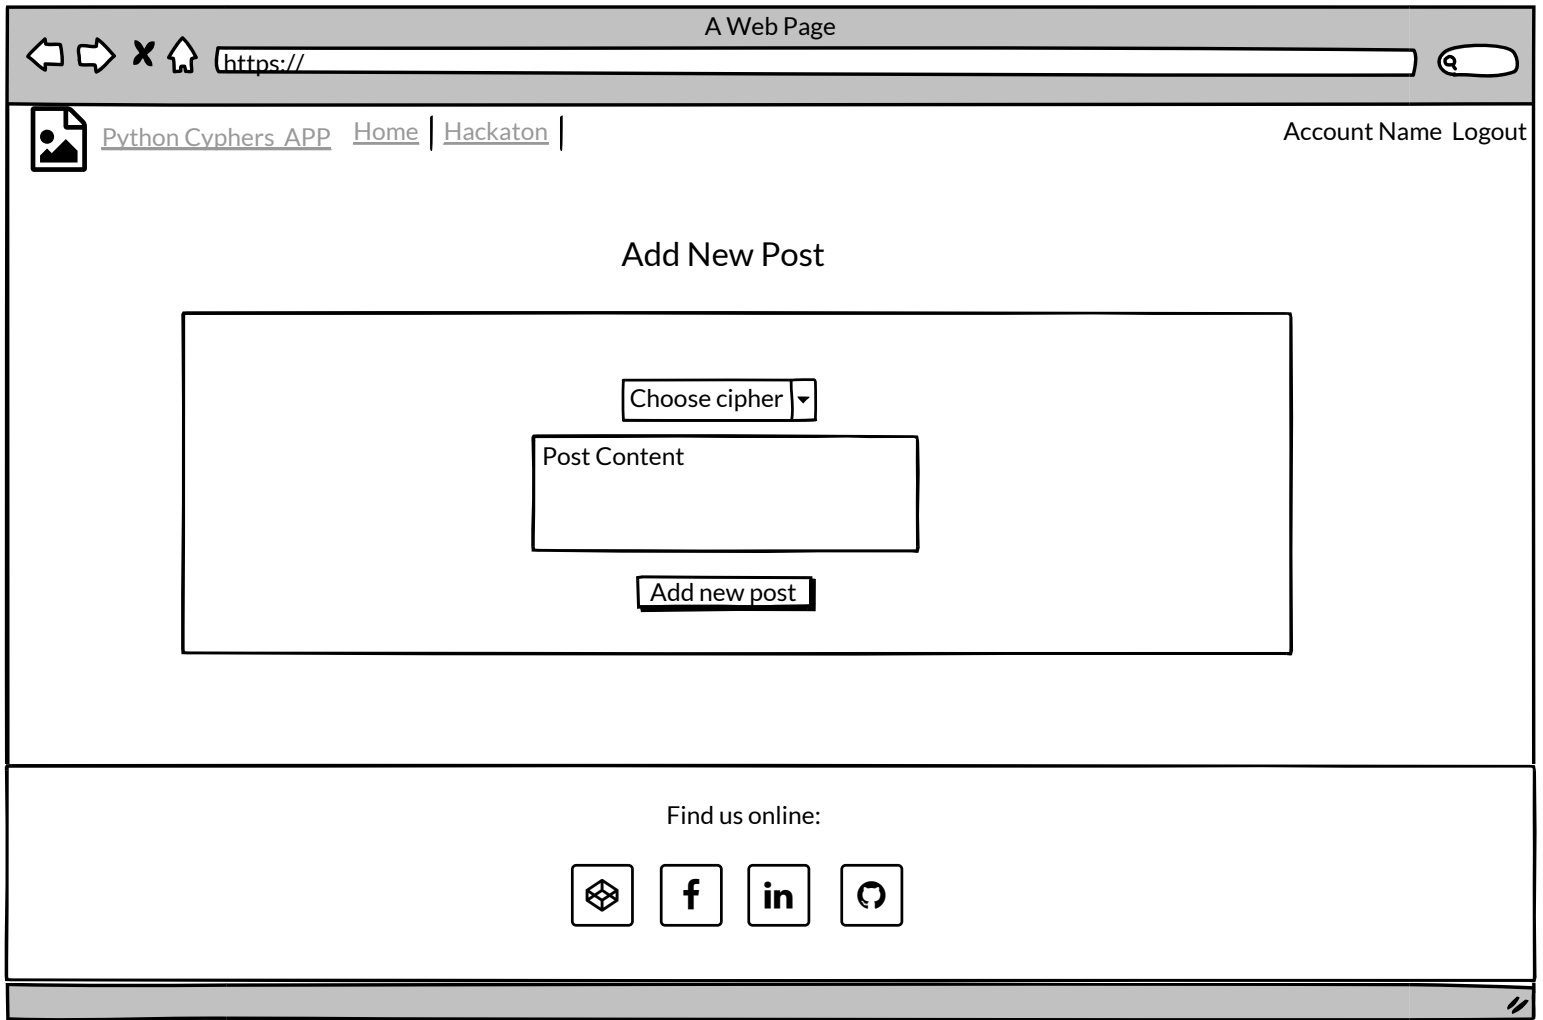 A Web Page
https://
Python Cyphers APP Home Hackaton Account Name Logout
Add New Post
Choose cipher
Post Content
Add new post
Find us online: